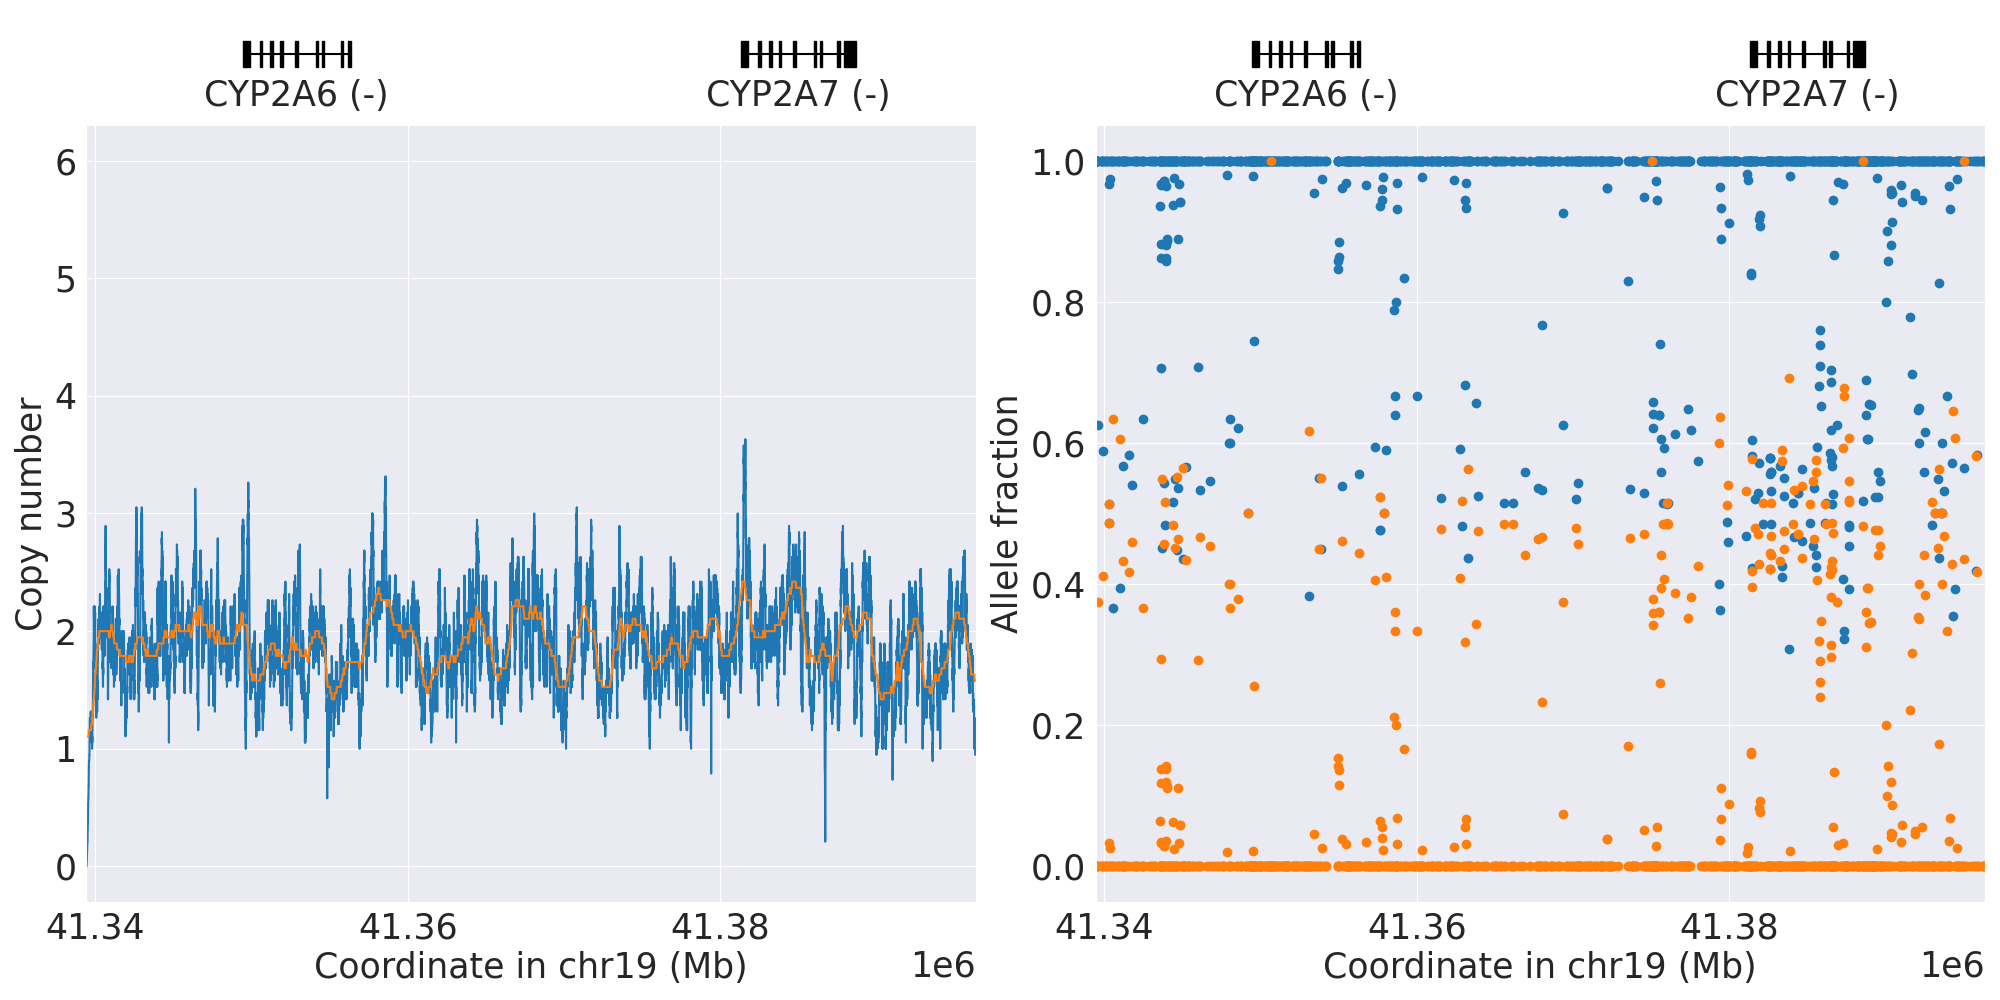 CYP2A6 (-)
CYP2A7 (-)
CYP2A6 (-)
CYP2A7 (-)
6
5
4
3
2
1
0
Copy number
41.34
41.36
41.38
Coordinate in chr19 (Mb)
1e6
1.0
0.8
0.6
0.4
0.2
0.0
Allele fraction
41.34
41.36
41.38
Coordinate in chr19 (Mb)
1e6